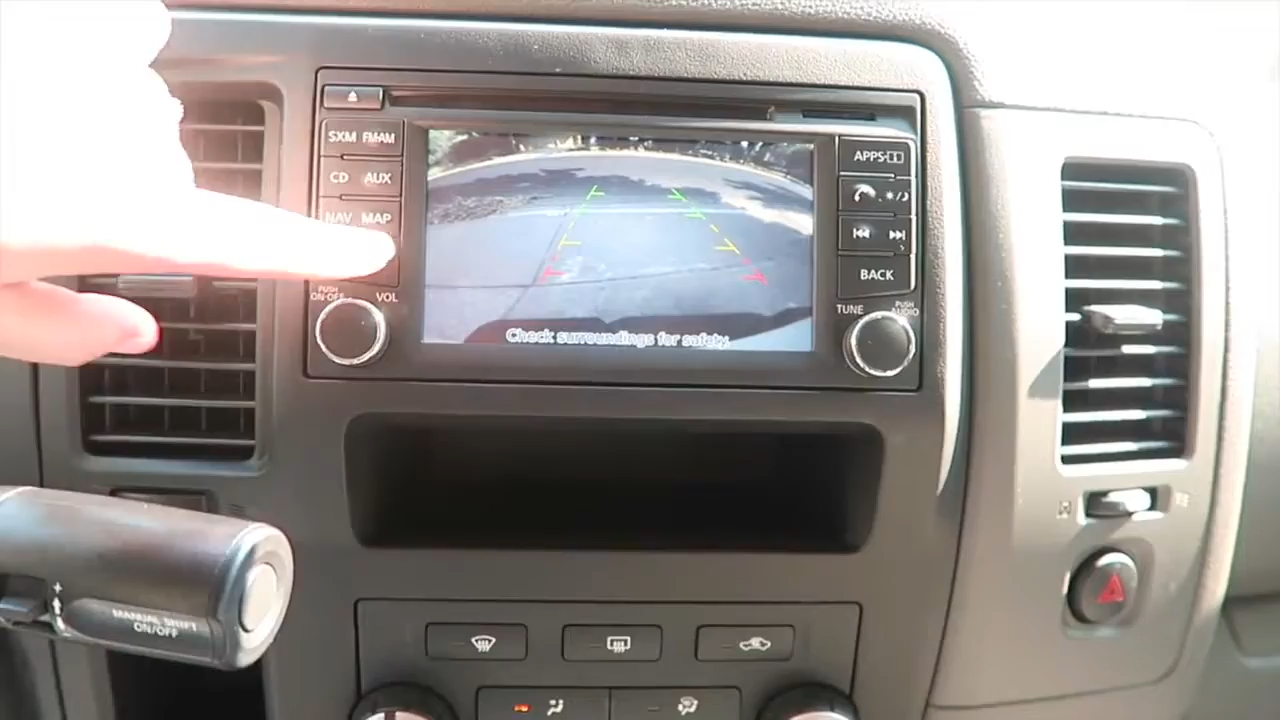 SXM FM·AM
CD AUX
NAV MAP
PUSH
ON·OFF
VOL
APPS
BACK
TUNE
PUSH
AUDIO
Check surroundings for safety.
MANUAL SHIFT
ON/OFF